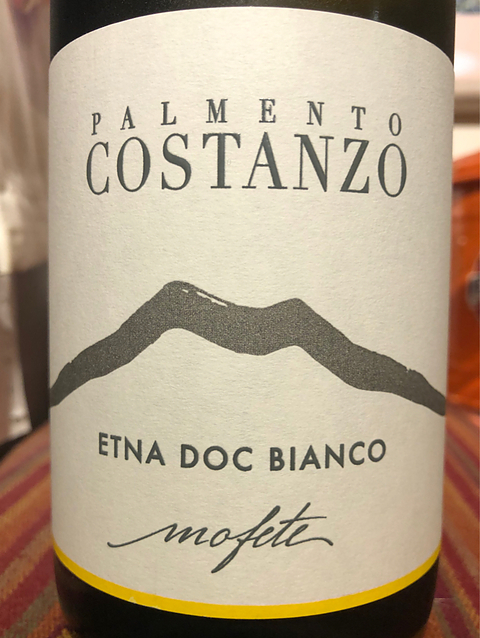 PALMENTO
COSTANZO
ETNA DOC BIANCO
mofete